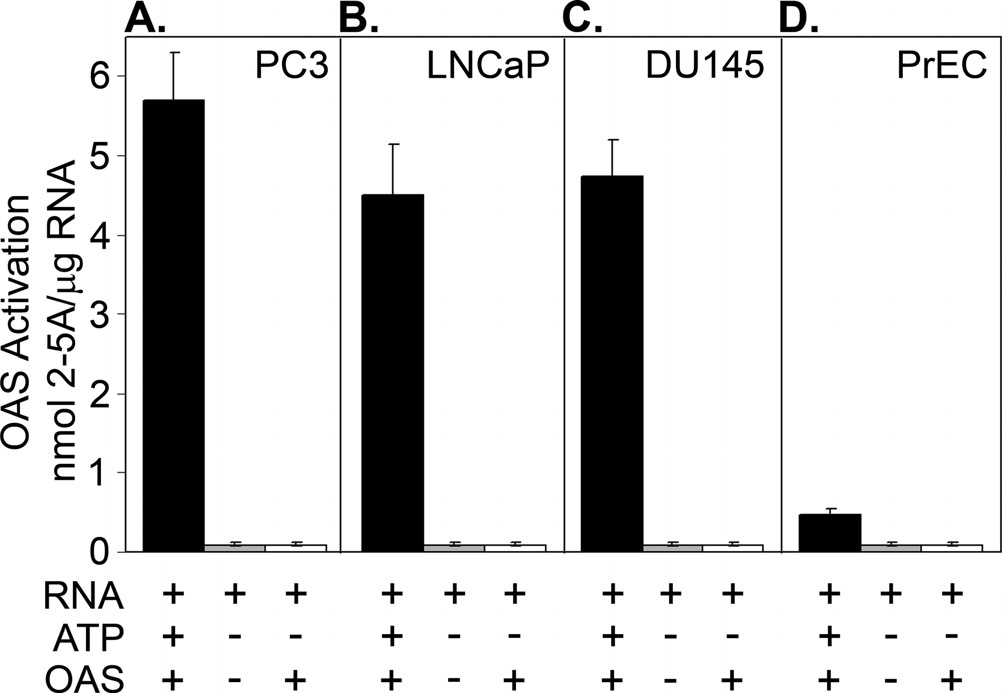 A. B. C. D.
PC3 LNCaP DU145 PrEC
OAS Activation
nmol 2-5A/μg RNA
6
5
4
3
2
1
0
RNA + + + + + + + + + + + +
ATP + - - + - - + - - + - -
OAS + - + + - + + - + + - +